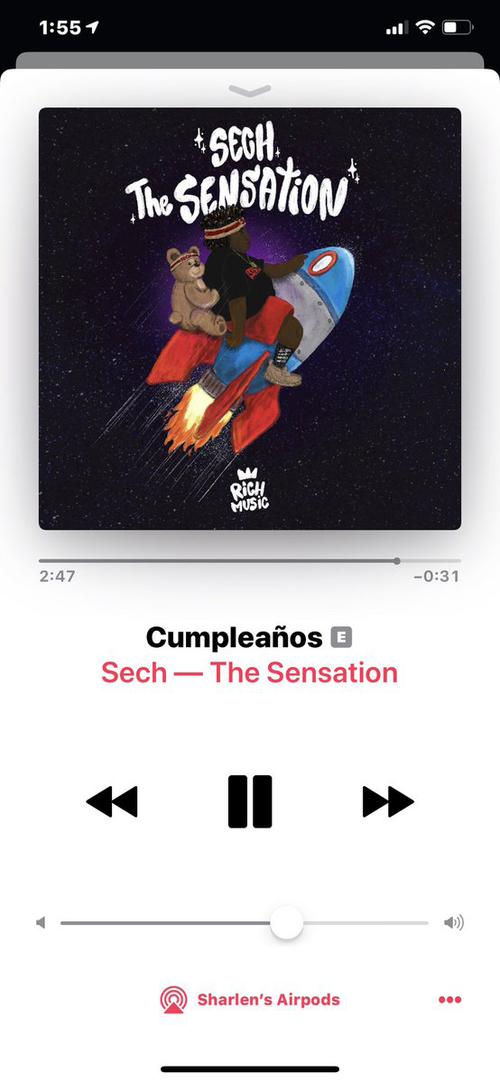 1:55
SECH
The SENSATION
RICH
MUSIC
2:47
−0:31
Cumpleaños E
Sech — The Sensation
Sharlen's Airpods